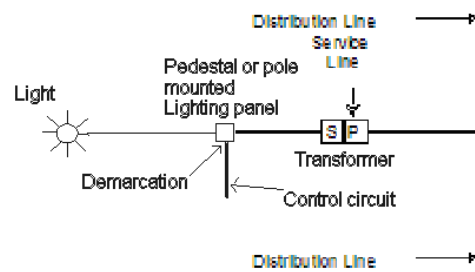 Distribution Line
Service
Line
Pedestal or pole
mounted
Lighting panel
Light
S P
Transformer
Demarcation
Control circuit
Distribution Line